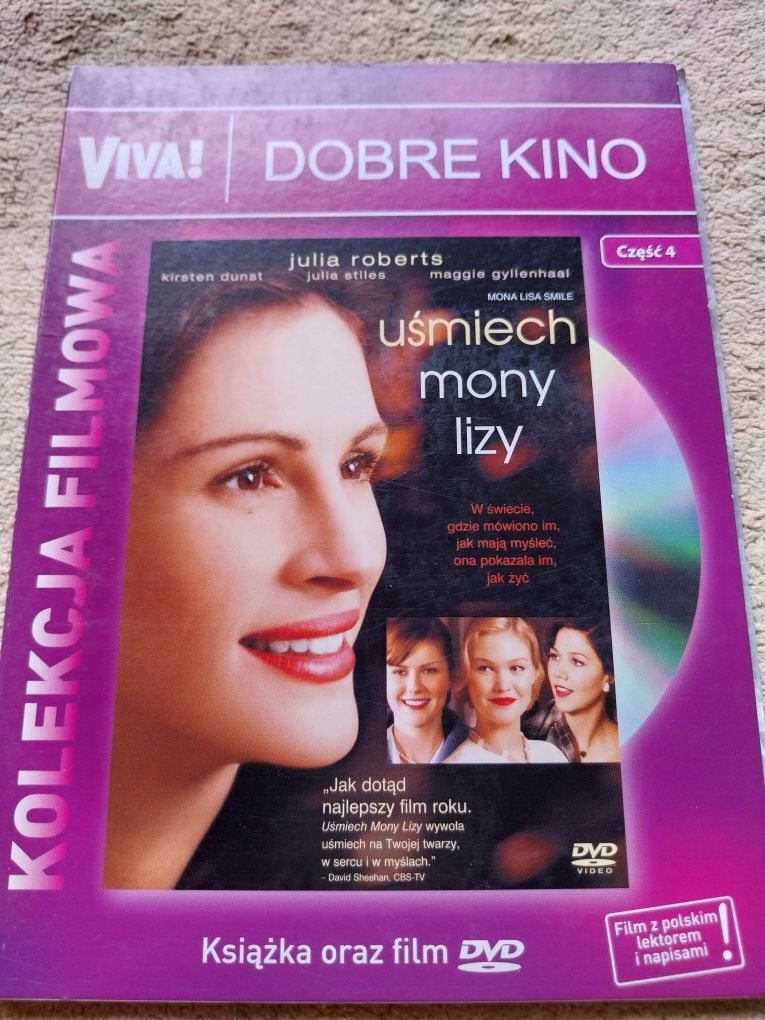 VIVA! DOBRE KINO
KOLEKCJA FILMOWA
Część 4
julia roberts
kirsten dunst julia stiles maggie gyllenhaal
MONA LISA SMILE
uśmiech
mony
lizy
W świecie,
gdzie mówiono im,
jak mają myśleć,
ona pokazała im,
jak żyć
„Jak dotąd
najlepszy film roku.
Uśmiech Mony Lizy wywoła
uśmiech na Twojej twarzy,
w sercu i w myślach.”
– David Sheehan, CBS-TV
DVD
VIDEO
Książka oraz film DVD
Film z polskim
lektorem
i napisami !